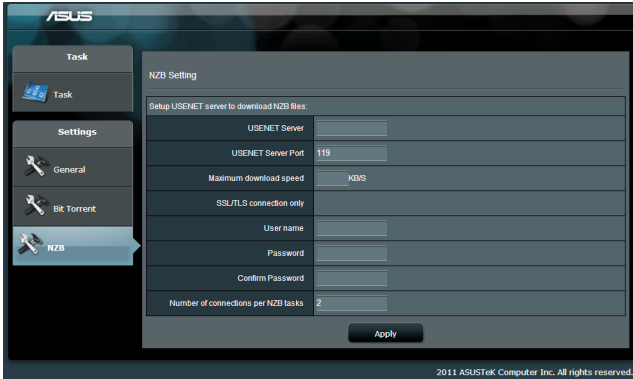 ASUS
Task
Task
Settings
General
Bit Torrent
NZB
NZB Setting
Setup USENET server to download NZB files:
USENET Server
USENET Server Port 119
Maximum download speed KB/S
SSL/TLS connection only
User name
Password
Confirm Password
Number of connections per NZB tasks 2
Apply
2011 ASUSTeK Computer Inc. All rights reserved.